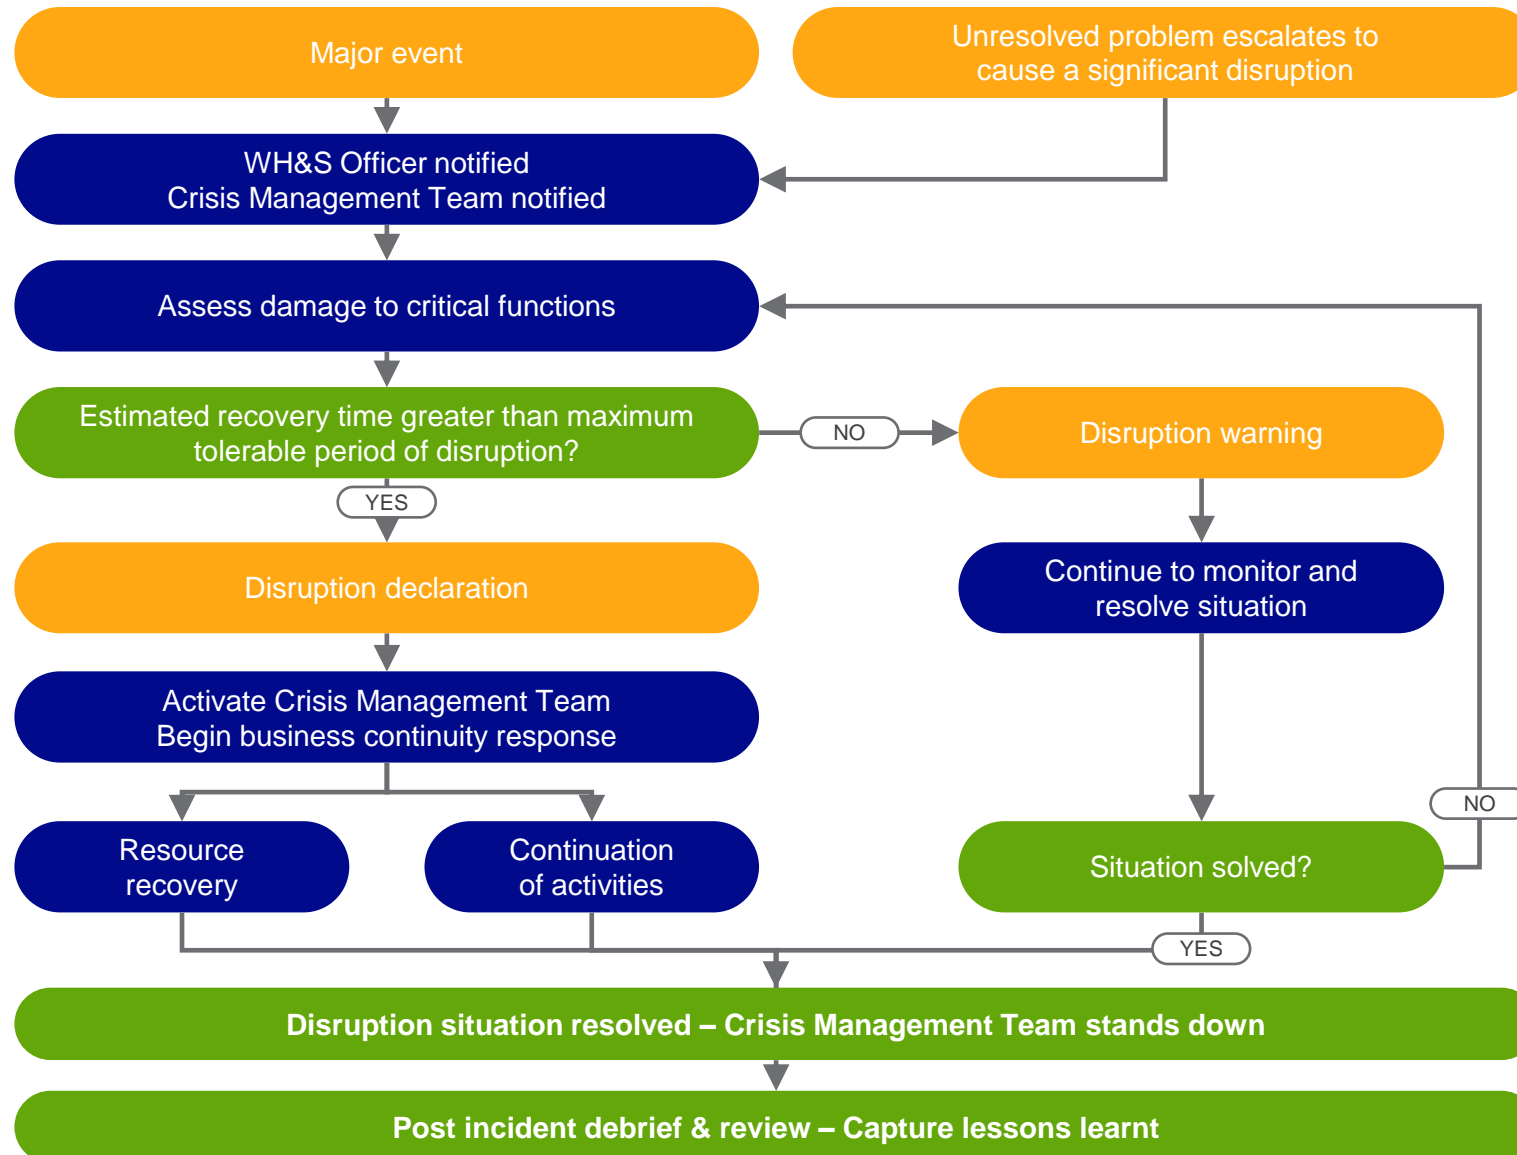 Major event
Unresolved problem escalates to
cause a significant disruption
WH&S Officer notified
Crisis Management Team notified
Assess damage to critical functions
Estimated recovery time greater than maximum
tolerable period of disruption?
NO
Disruption warning
YES
Disruption declaration
Continue to monitor and
resolve situation
Activate Crisis Management Team
Begin business continuity response
NO
Resource
recovery
Continuation
of activities
Situation solved?
YES
Disruption situation resolved – Crisis Management Team stands down
Post incident debrief & review – Capture lessons learnt